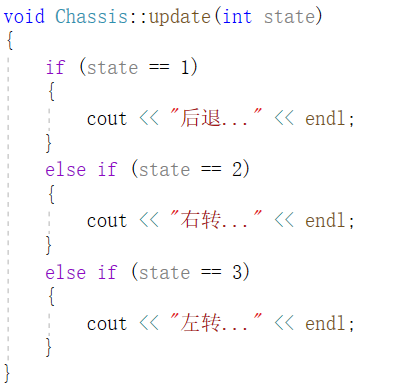 void Chassis::update(int state)
{
    if (state == 1)
    {
        cout << "后退..." << endl;
    }
    else if (state == 2)
    {
        cout << "右转..." << endl;
    }
    else if (state == 3)
    {
        cout << "左转..." << endl;
    }
}